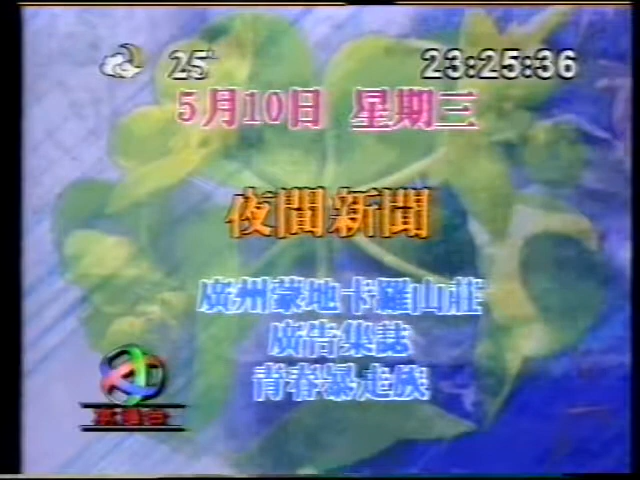 25° 23:25:36
5月10日 星期三
夜間新聞
廣州蒙地卡羅山莊
廣告集誌
青春暴走族